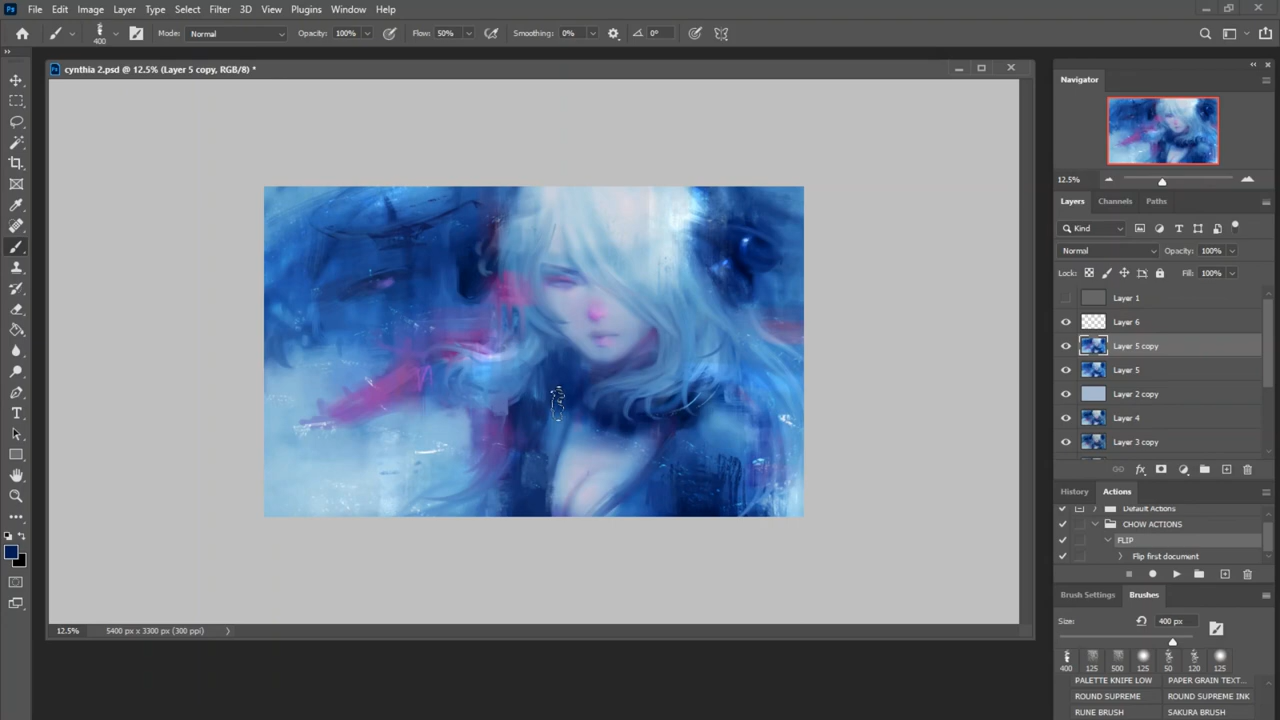 Ps File Edit Image Layer Type Select Filter 3D View Plugins Window Help
400 Mode: Normal Opacity: 100% Flow: 50% Smoothing: 0% 0°
Ps cynthia 2.psd @ 12.5% (Layer 5 copy, RGB/8) *
Navigator
12.5%
Layers Channels Paths
Kind
Normal Opacity: 100%
Lock: Fill: 100%
Layer 1
Layer 6
Layer 5 copy
Layer 5
Layer 2 copy
Layer 4
Layer 3 copy
History Actions
Default Actions
CHOW ACTIONS
FLIP
Flip first document
Brush Settings Brushes
Size: 400 px
400 125 500 125 50 120 125
PALETTE KNIFE LOW PAPER GRAIN TEXT...
ROUND SUPREME ROUND SUPREME INK
RUNE BRUSH SAKURA BRUSH
12.5% 5400 px x 3300 px (300 ppi)